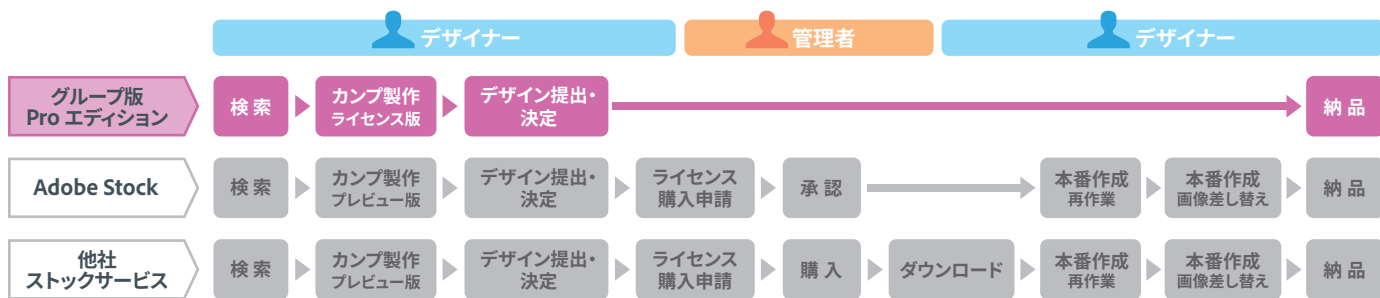 デザイナー
管理者
デザイナー
グループ版
Pro エディション
検索
カンプ製作
ライセンス版
デザイン提出・
決定
納品
Adobe Stock
検索
カンプ製作
プレビュー版
デザイン提出・
決定
ライセンス
購入申請
承認
本番作成
再作業
本番作成
画像差し替え
納品
他社
ストックサービス
検索
カンプ製作
プレビュー版
デザイン提出・
決定
ライセンス
購入申請
購入
ダウンロード
本番作成
再作業
本番作成
画像差し替え
納品